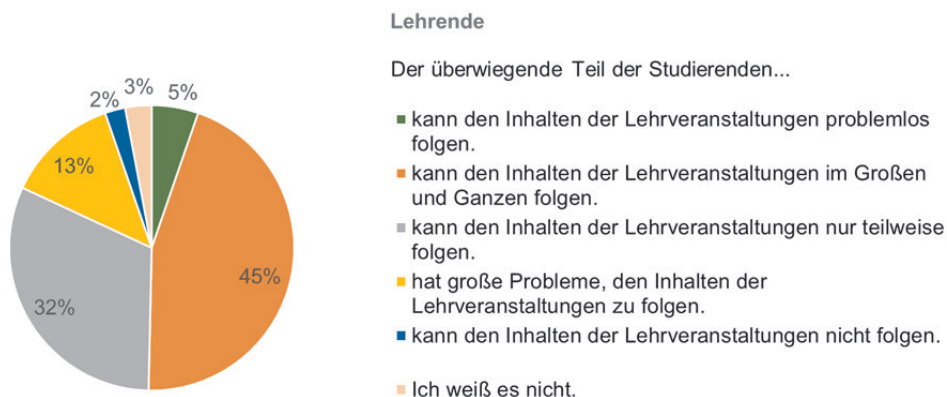 Lehrende
Der überwiegende Teil der Studierenden...
kann den Inhalten der Lehrveranstaltungen problemlos
folgen.
kann den Inhalten der Lehrveranstaltungen im Großen
und Ganzen folgen.
kann den Inhalten der Lehrveranstaltungen nur teilweise
folgen.
hat große Probleme, den Inhalten der
Lehrveranstaltungen zu folgen.
kann den Inhalten der Lehrveranstaltungen nicht folgen.
Ich weiß es nicht.
5%
45%
32%
13%
2%
3%